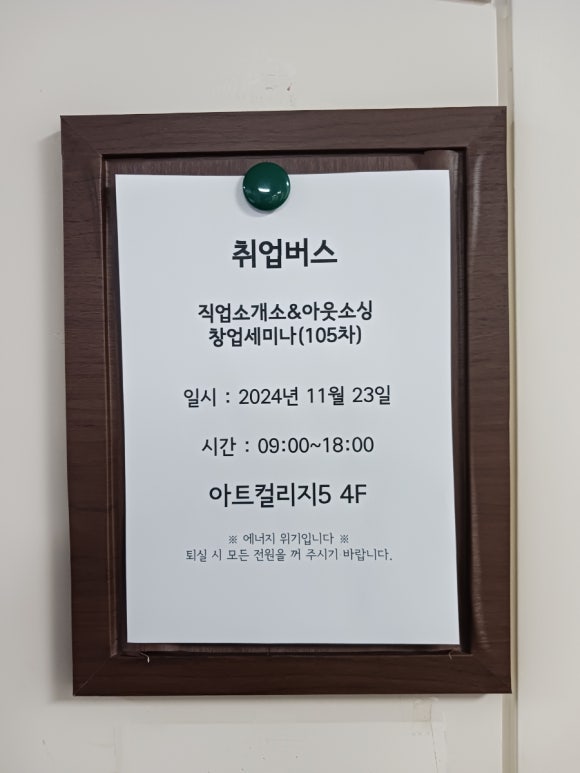 취업버스
직업소개소&아웃소싱
창업세미나(105차)
일시 : 2024년 11월 23일
시간 : 09:00~18:00
아트컬리지5 4F
※ 에너지 위기입니다 ※
퇴실 시 모든 전원을 꺼 주시기 바랍니다.